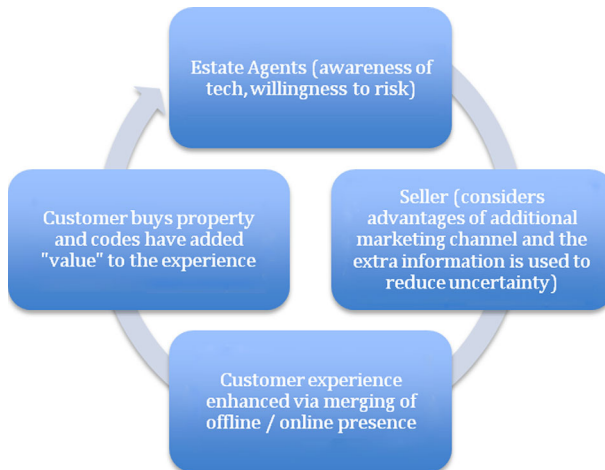 Estate Agents (awareness of
tech, willingness to risk)
Seller (considers
advantages of additional
marketing channel and the
extra information is used to
reduce uncertainty)
Customer experience
enhanced via merging of
offline / online presence
Customer buys property
and codes have added
"value" to the experience